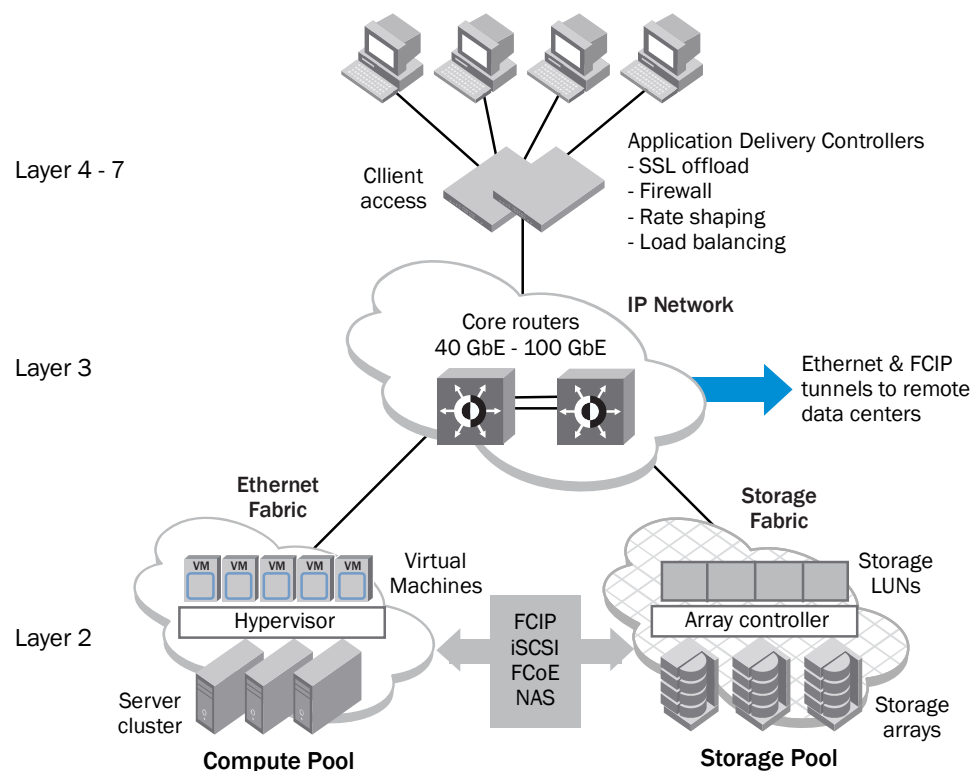 Layer 4 - 7
Cllient
access
Application Delivery Controllers
- SSL offload
- Firewall
- Rate shaping
- Load balancing
IP Network
Layer 3
Core routers
40 GbE - 100 GbE
Ethernet & FCIP
tunnels to remote
data centers
Ethernet
Fabric
Storage
Fabric
Layer 2
VM VM VM VM VM
Virtual
Machines
Hypervisor
Server
cluster
Compute Pool
FCIP
iSCSI
FCoE
NAS
Storage
LUNs
Array controller
Storage
arrays
Storage Pool